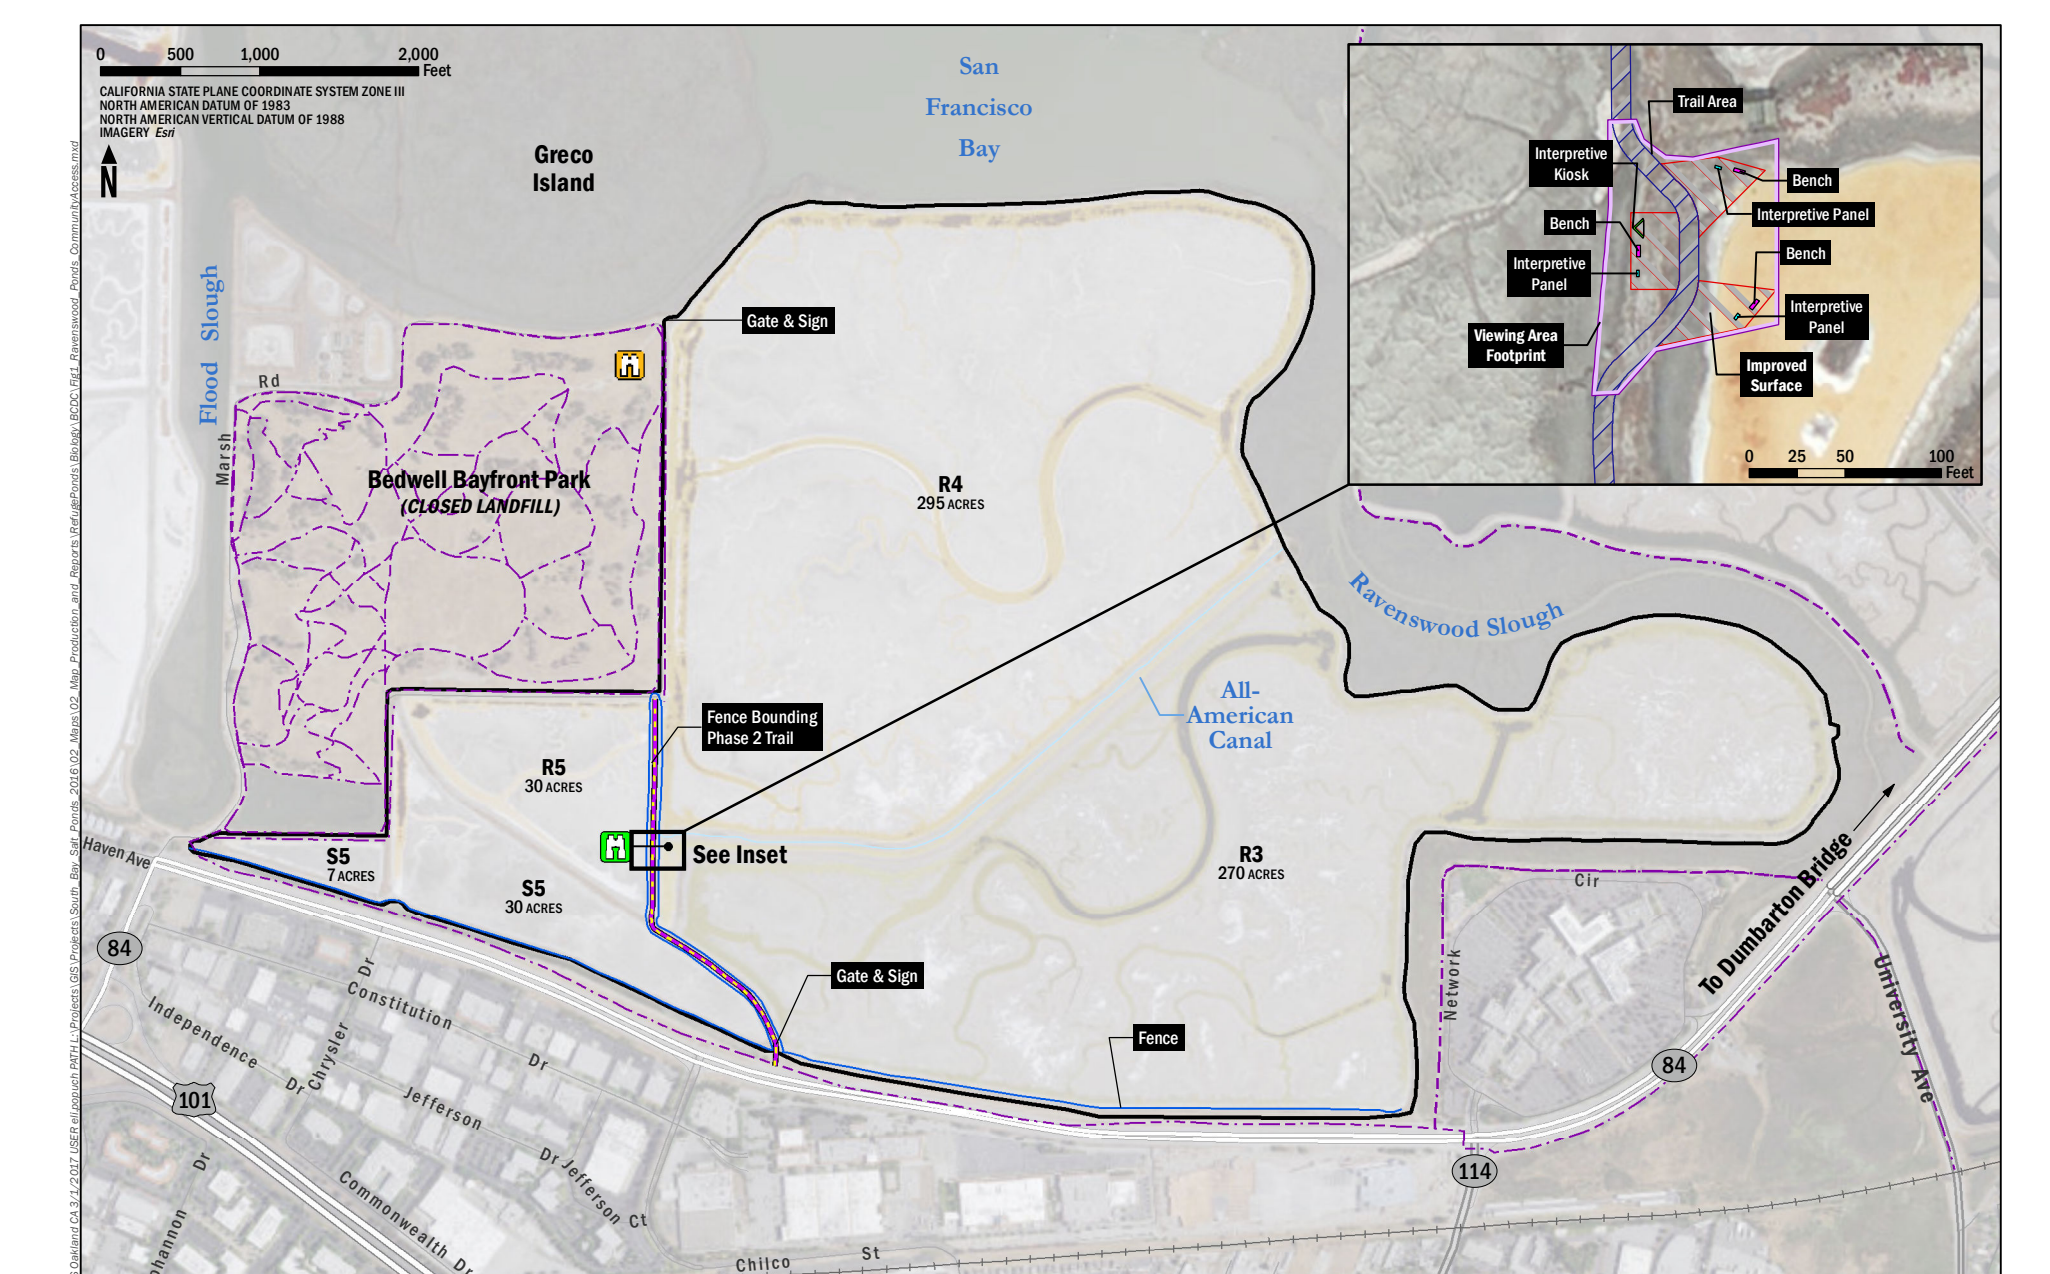 0 500 1,000 2,000
Feet
CALIFORNIA STATE PLANE COORDINATE SYSTEM ZONE III
NORTH AMERICAN DATUM OF 1983
NORTH AMERICAN VERTICAL DATUM OF 1988
IMAGERY Esri
N
San
Francisco
Bay
Greco
Island
Flood Slough
Marsh
Rd
Gate & Sign
Bedwell Bayfront Park
(CLOSED LANDFILL)
R4
295 ACRES
Trail Area
Interpretive
Kiosk
Bench
Interpretive Panel
Bench
Bench
Interpretive
Panel
Interpretive
Panel
Viewing Area
Footprint
Improved
Surface
0 25 50 100
Feet
Ravenswood Slough
All-
American
Canal
Fence Bounding
Phase 2 Trail
R5
30 ACRES
See Inset
S5
7 ACRES
S5
30 ACRES
R3
270 ACRES
Haven Ave
84
Gate & Sign
Fence
Network
Cir
To Dumbarton Bridge
University Ave
84
114
101
Independence Dr
Constitution Dr
Chrysler Dr
Jefferson Dr
Jefferson Ct
Commonwealth Dr
Dr
Chilco St